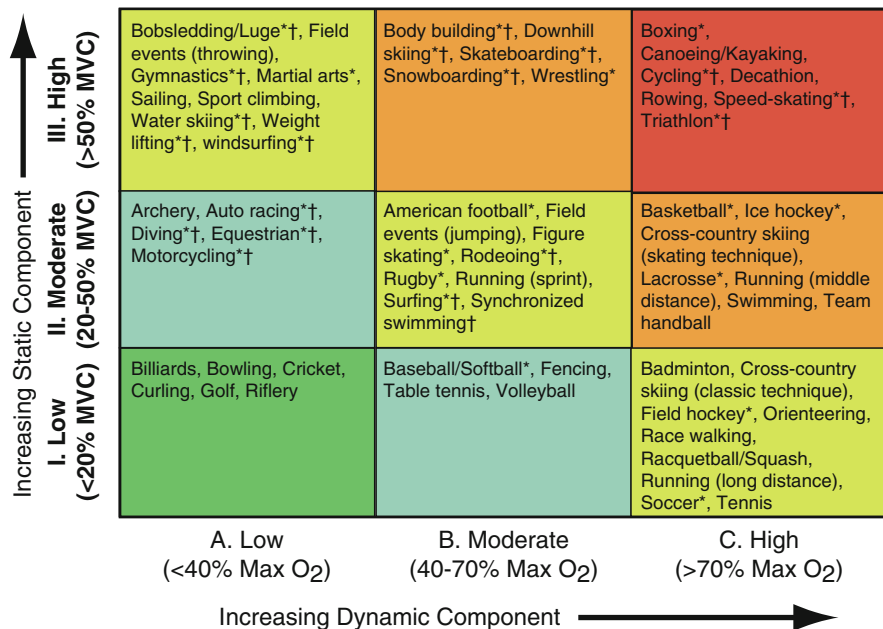 Increasing Static Component
III. High
(>50% MVC)
Bobsledding/Luge*†, Field
events (throwing),
Gymnastics*†, Martial arts*,
Sailing, Sport climbing,
Water skiing*†, Weight
lifting*†, windsurfing*†
Body building*†, Downhill
skiing*†, Skateboarding*†,
Snowboarding*†, Wrestling*
Boxing*,
Canoeing/Kayaking,
Cycling*†, Decathlon,
Rowing, Speed-skating*†,
Triathlon*†
II. Moderate
(20-50% MVC)
Archery, Auto racing*†,
Diving*†, Equestrian*†,
Motorcycling*†
American football*, Field
events (jumping), Figure
skating*, Rodeoing*†,
Rugby*, Running (sprint),
Surfing*†, Synchronized
swimming†
Basketball*, Ice hockey*,
Cross-country skiing
(skating technique),
Lacrosse*, Running (middle
distance), Swimming, Team
handball
I. Low
(<20% MVC)
Billiards, Bowling, Cricket,
Curling, Golf, Riflery
Baseball/Softball*, Fencing,
Table tennis, Volleyball
Badminton, Cross-country
skiing (classic technique),
Field hockey*, Orienteering,
Race walking,
Racquetball/Squash,
Running (long distance),
Soccer*, Tennis
A. Low
(<40% Max O2)
B. Moderate
(40-70% Max O2)
C. High
(>70% Max O2)
Increasing Dynamic Component